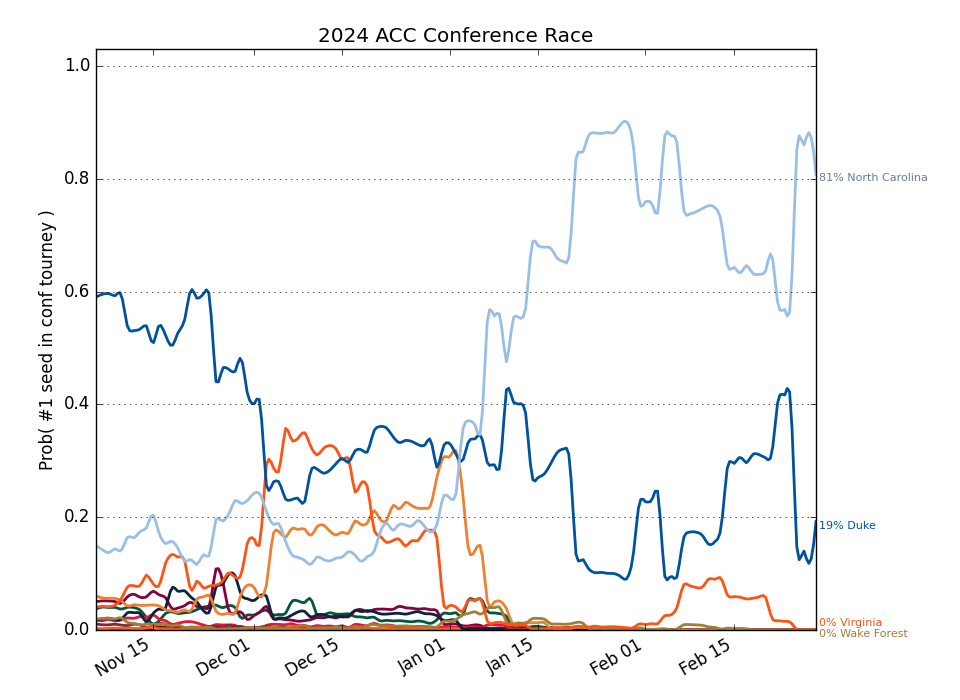 2024 ACC Conference Race
Prob( #1 seed in conf tourney )
1.0
0.8
0.6
0.4
0.2
0.0
Nov 15
Dec 01
Dec 15
Jan 01
Jan 15
Feb 01
Feb 15
81% North Carolina
19% Duke
0% Virginia
0% Wake Forest